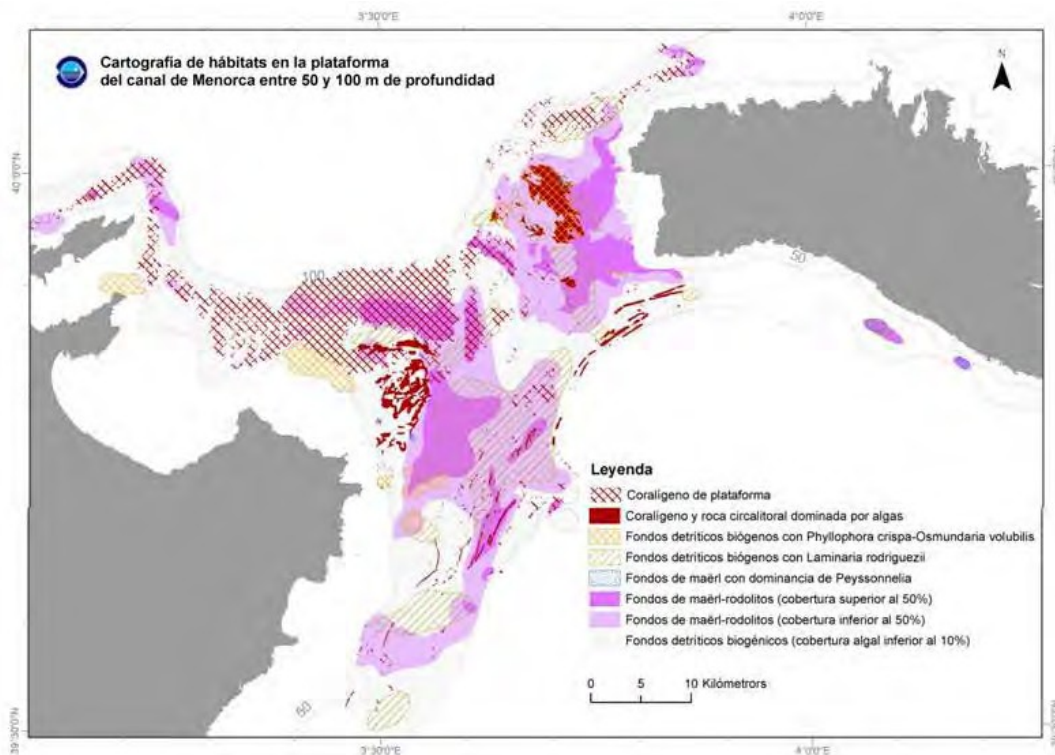 3°30'0"E
4°0'0"E
Cartografía de hábitats en la plataforma
del canal de Menorca entre 50 y 100 m de profundidad
N
40°0'0"N
100
50
Leyenda
Coralígeno de plataforma
Coralígeno y roca circalitoral dominada por algas
Fondos detríticos biógenos con Phyllophora crispa-Osmundaria volubilis
Fondos detríticos biógenos con Laminaria rodriguezii
Fondos de maërl con dominancia de Peyssonnelia
Fondos de maërl-rodolitos (cobertura superior al 50%)
Fondos de maërl-rodolitos (cobertura inferior al 50%)
Fondos detríticos biogénicos (cobertura algal inferior al 10%)
0 5 10 Kilómetrors
50
39°30'0"N
3°30'0"E
4°0'0"E